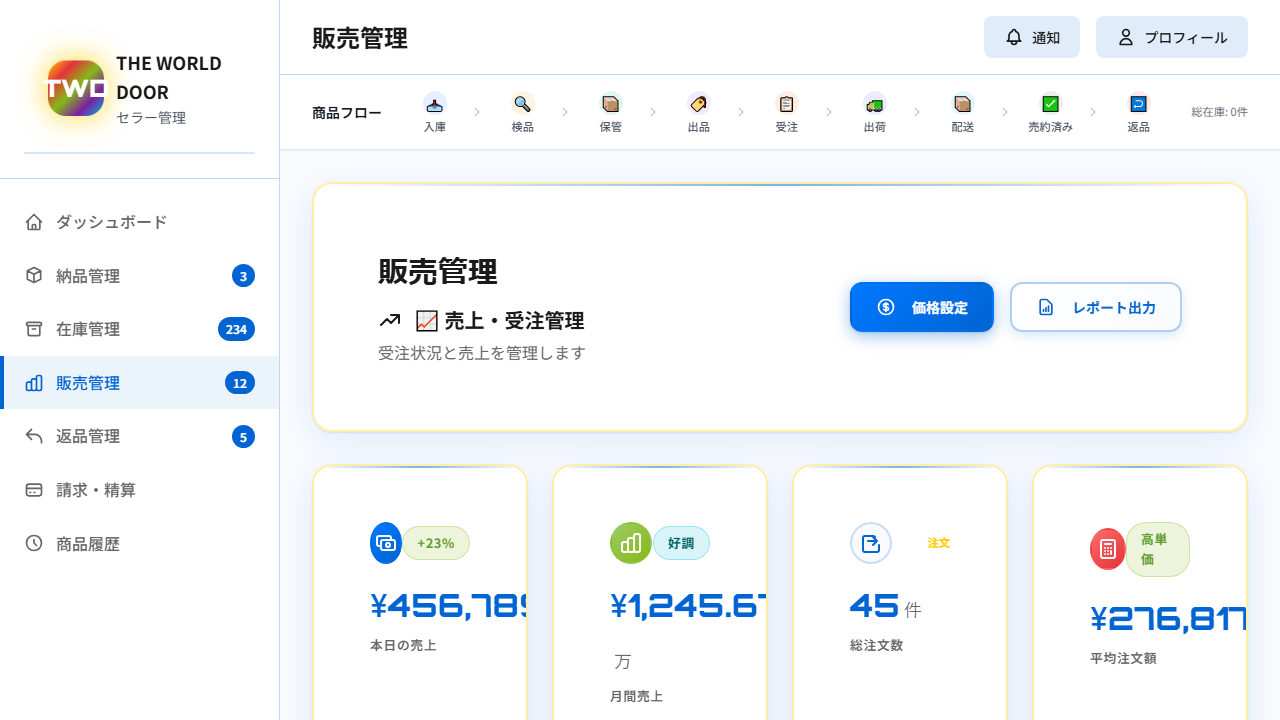 TWD
THE WORLD
DOOR
セラー管理
ダッシュボード
納品管理 3
在庫管理 234
販売管理 12
返品管理 5
請求・精算
商品履歴
販売管理
通知
プロフィール
商品フロー
入庫
検品
保管
出品
受注
出荷
配送
売約済み
返品
総在庫: 0件
販売管理
📈 売上・受注管理
受注状況と売上を管理します
価格設定
レポート出力
+23%
¥456,789
本日の売上
好調
¥1,245.67
万
月間売上
注文
45 件
総注文数
高単
価
¥276,817
平均注文額